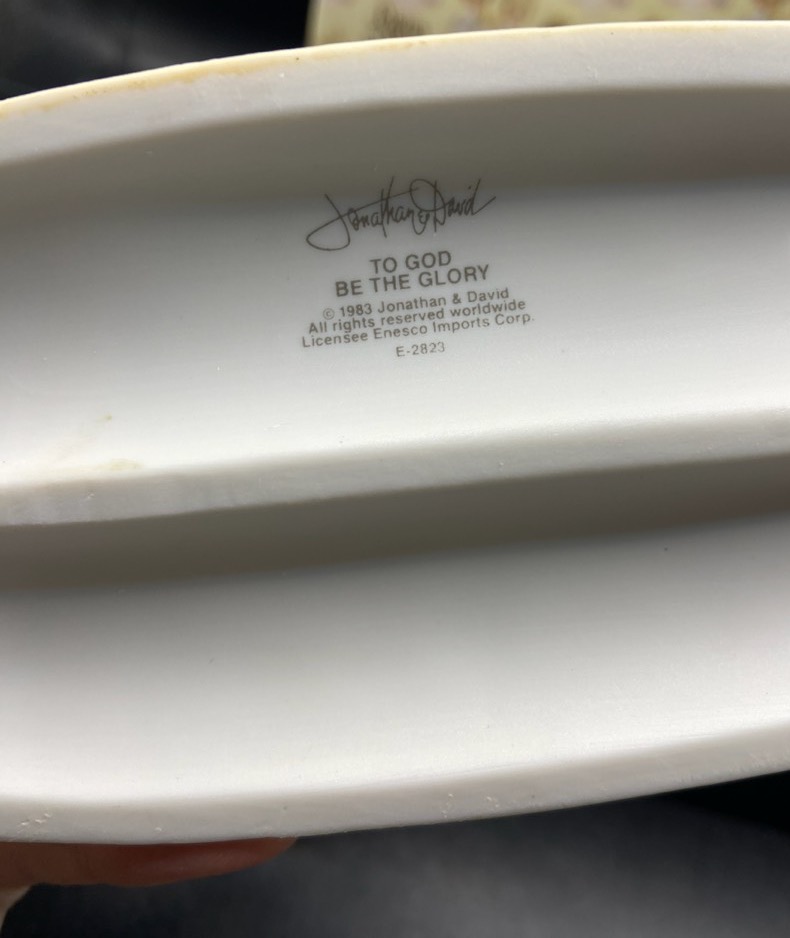 Jonathan & David
TO GOD
BE THE GLORY
© 1983 Jonathan & David
All rights reserved worldwide
Licensee Enesco Imports Corp.
E-2823